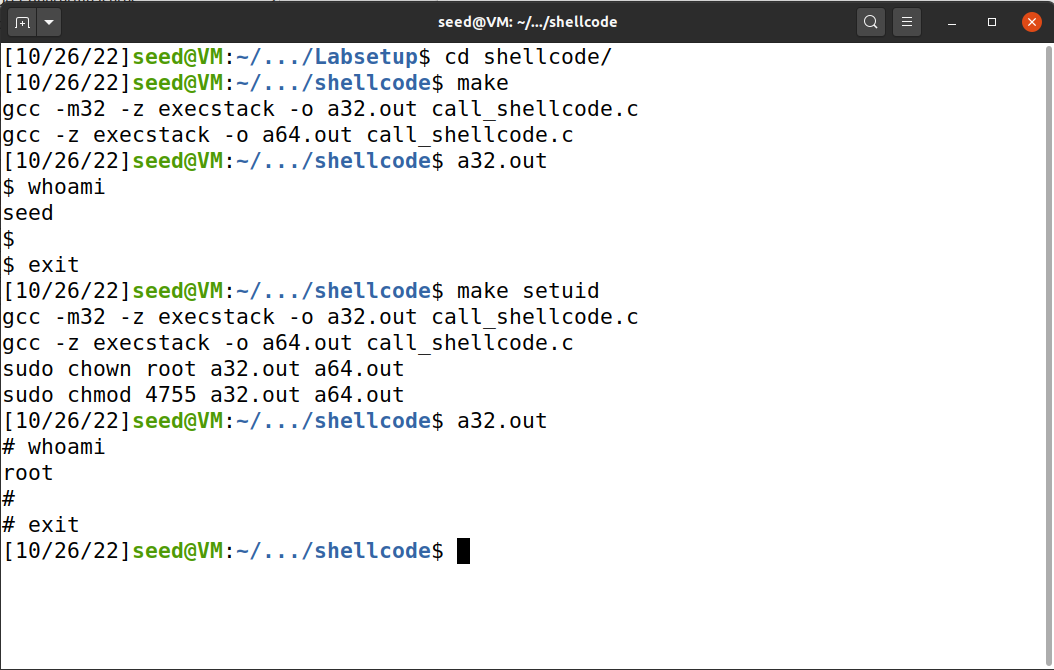 seed@VM: ~/.../shellcode
[10/26/22]seed@VM:~/.../Labsetup$ cd shellcode/
[10/26/22]seed@VM:~/.../shellcode$ make
gcc -m32 -z execstack -o a32.out call_shellcode.c
gcc -z execstack -o a64.out call_shellcode.c
[10/26/22]seed@VM:~/.../shellcode$ a32.out
$ whoami
seed
$
$ exit
[10/26/22]seed@VM:~/.../shellcode$ make setuid
gcc -m32 -z execstack -o a32.out call_shellcode.c
gcc -z execstack -o a64.out call_shellcode.c
sudo chown root a32.out a64.out
sudo chmod 4755 a32.out a64.out
[10/26/22]seed@VM:~/.../shellcode$ a32.out
# whoami
root
#
# exit
[10/26/22]seed@VM:~/.../shellcode$